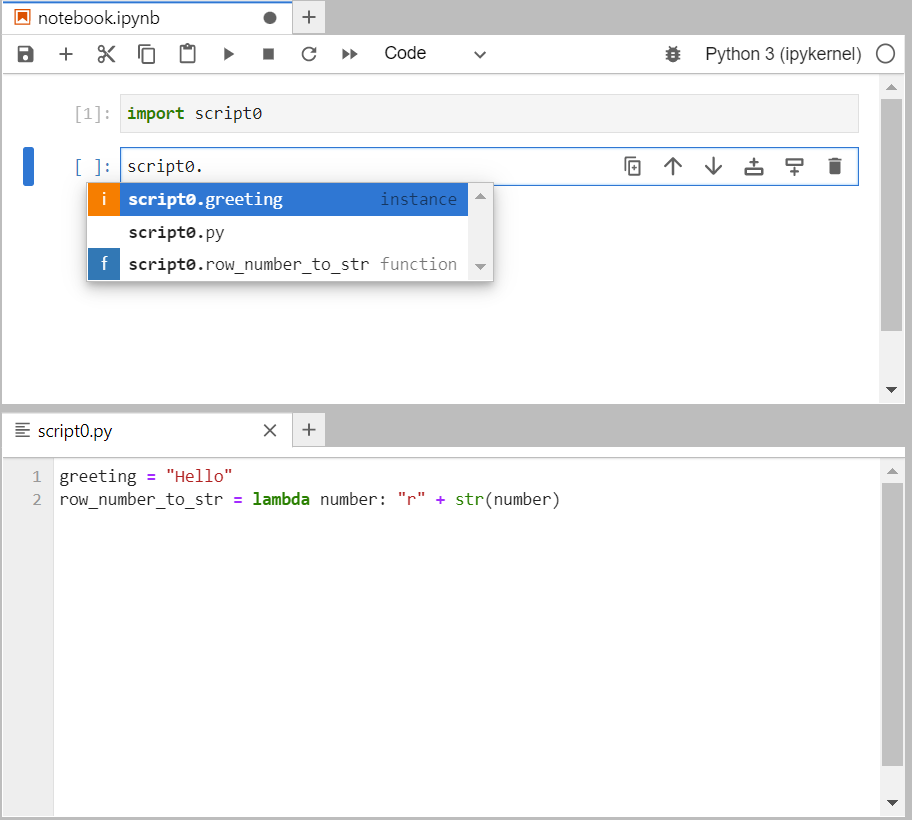 notebook.ipynb
Code
Python 3 (ipykernel)
[1]: import script0
[ ]: script0.
i script0.greeting instance
script0.py
f script0.row_number_to_str function
script0.py
1 greeting = "Hello"
2 row_number_to_str = lambda number: "r" + str(number)